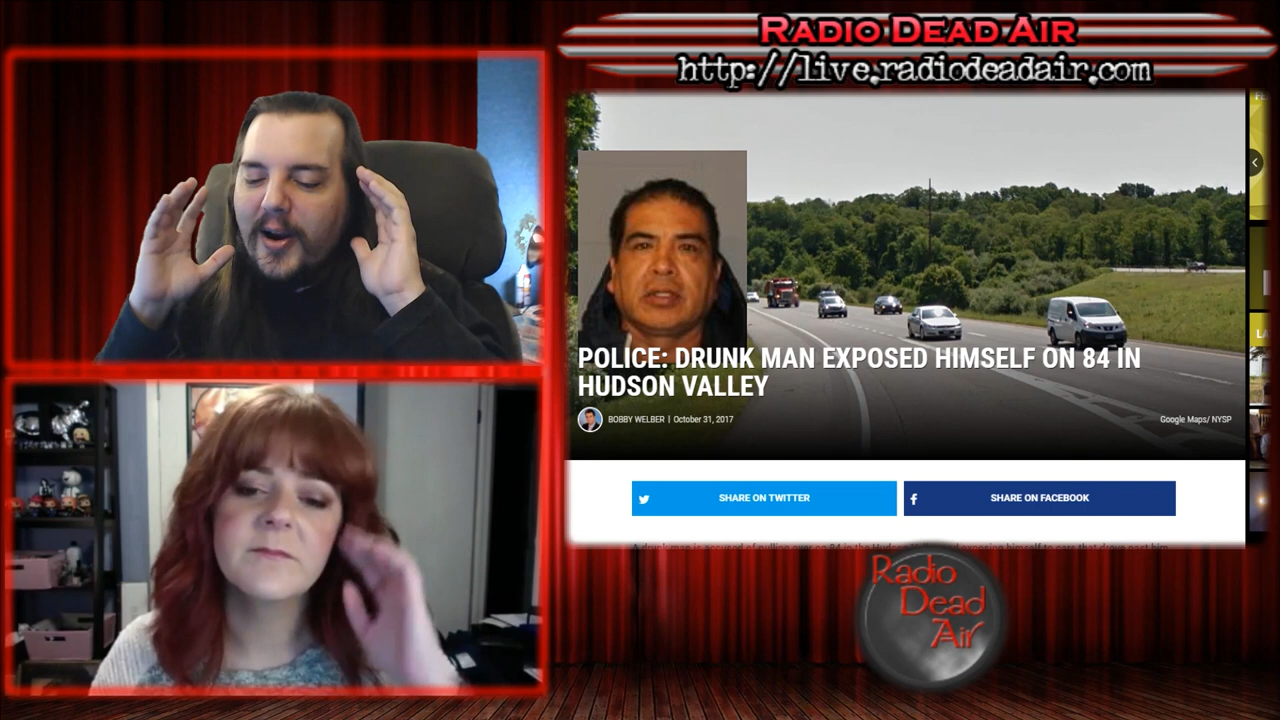 Radio Dead Air
http://live.radiodeadair.com
POLICE: DRUNK MAN EXPOSED HIMSELF ON 84 IN
HUDSON VALLEY
BOBBY WELBER | October 31, 2017
Google Maps/ NYSP
SHARE ON TWITTER
SHARE ON FACEBOOK
Radio
Dead
Air